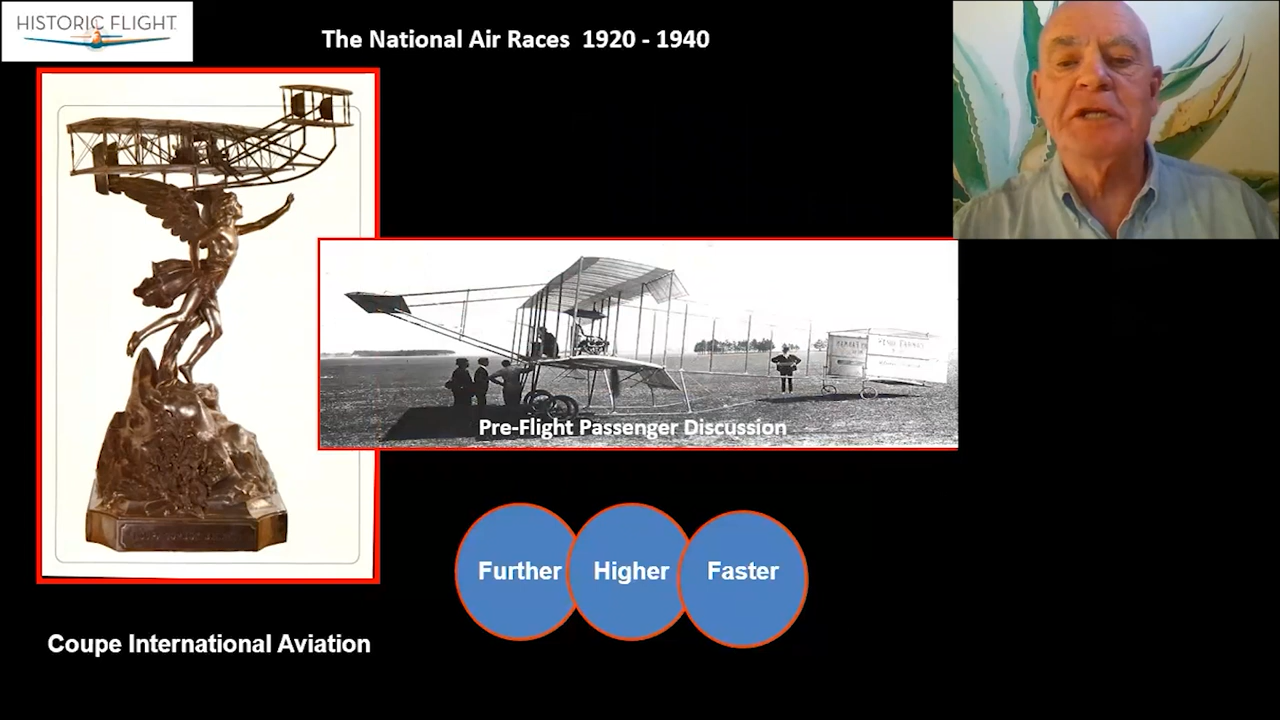 HISTORIC FLIGHT
The National Air Races 1920 - 1940
Pre-Flight Passenger Discussion
Further
Higher
Faster
Coupe International Aviation